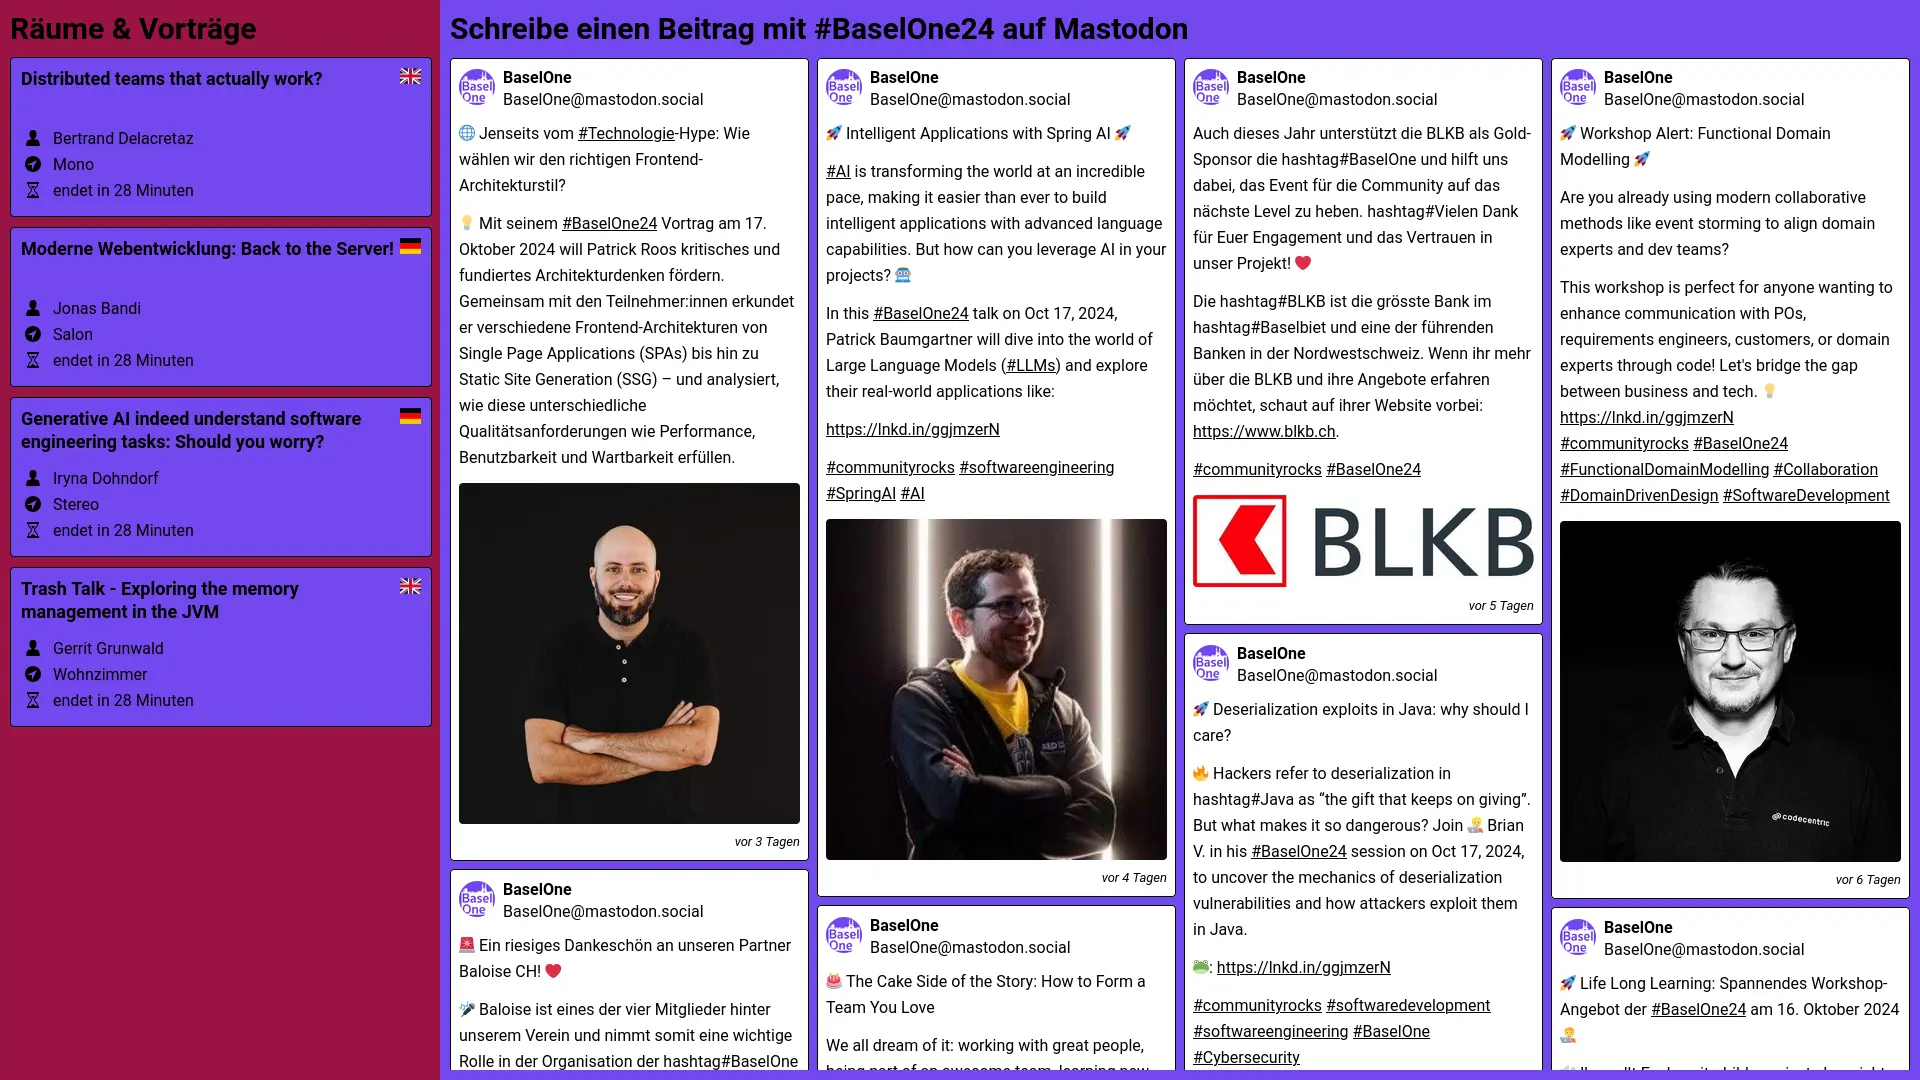 Räume & Vorträge
Distributed teams that actually work?
Bertrand Delacretaz
Mono
endet in 28 Minuten
Moderne Webentwicklung: Back to the Server!
Jonas Bandi
Salon
endet in 28 Minuten
Generative AI indeed understand software
engineering tasks: Should you worry?
Iryna Dohndorf
Stereo
endet in 28 Minuten
Trash Talk - Exploring the memory
management in the JVM
Gerrit Grunwald
Wohnzimmer
endet in 28 Minuten
Schreibe einen Beitrag mit #BaselOne24 auf Mastodon
Basel
One
BaselOne
BaselOne@mastodon.social
🌐 Jenseits vom #Technologie-Hype: Wie
wählen wir den richtigen Frontend-
Architekturstil?
💡 Mit seinem #BaselOne24 Vortrag am 17.
Oktober 2024 will Patrick Roos kritisches und
fundiertes Architekturdenken fördern.
Gemeinsam mit den Teilnehmer:innen erkundet
er verschiedene Frontend-Architekturen von
Single Page Applications (SPAs) bis hin zu
Static Site Generation (SSG) – und analysiert,
wie diese unterschiedliche
Qualitätsanforderungen wie Performance,
Benutzbarkeit und Wartbarkeit erfüllen.
vor 3 Tagen
Basel
One
BaselOne
BaselOne@mastodon.social
🚨 Ein riesiges Dankeschön an unseren Partner
Baloise CH! ❤️
🎤 Baloise ist eines der vier Mitglieder hinter
unserem Verein und nimmt somit eine wichtige
Rolle in der Organisation der hashtag#BaselOne
Basel
One
BaselOne
BaselOne@mastodon.social
🚀 Intelligent Applications with Spring AI 🚀
#AI is transforming the world at an incredible
pace, making it easier than ever to build
intelligent applications with advanced language
capabilities. But how can you leverage AI in your
projects? 🤖
In this #BaselOne24 talk on Oct 17, 2024,
Patrick Baumgartner will dive into the world of
Large Language Models (#LLMs) and explore
their real-world applications like:
https://lnkd.in/ggjmzerN
#communityrocks #softwareengineering
#SpringAI #AI
vor 4 Tagen
Basel
One
BaselOne
BaselOne@mastodon.social
🎂 The Cake Side of the Story: How to Form a
Team You Love
We all dream of it: working with great people,
being part of an awesome team, learning new
Basel
One
BaselOne
BaselOne@mastodon.social
Auch dieses Jahr unterstützt die BLKB als Gold-
Sponsor die hashtag#BaselOne und hilft uns
dabei, das Event für die Community auf das
nächste Level zu heben. hashtag#Vielen Dank
für Euer Engagement und das Vertrauen in
unser Projekt! ❤️
Die hashtag#BLKB ist die grösste Bank im
hashtag#Baselbiet und eine der führenden
Banken in der Nordwestschweiz. Wenn ihr mehr
über die BLKB und ihre Angebote erfahren
möchtet, schaut auf ihrer Website vorbei:
https://www.blkb.ch.
#communityrocks #BaselOne24
BLKB
vor 5 Tagen
Basel
One
BaselOne
BaselOne@mastodon.social
🚀 Deserialization exploits in Java: why should I
care?
🔥 Hackers refer to deserialization in
hashtag#Java as “the gift that keeps on giving”.
But what makes it so dangerous? Join 🧑🏼‍💻 Brian
V. in his #BaselOne24 session on Oct 17, 2024,
to uncover the mechanics of deserialization
vulnerabilities and how attackers exploit them
in Java.
🐸: https://lnkd.in/ggjmzerN
#communityrocks #softwaredevelopment
#softwareengineering #BaselOne
#Cybersecurity
Basel
One
BaselOne
BaselOne@mastodon.social
🚀 Workshop Alert: Functional Domain
Modelling 🚀
Are you already using modern collaborative
methods like event storming to align domain
experts and dev teams?
This workshop is perfect for anyone wanting to
enhance communication with POs,
requirements engineers, customers, or domain
experts through code! Let's bridge the gap
between business and tech. 💡
https://lnkd.in/ggjmzerN
#communityrocks #BaselOne24
#FunctionalDomainModelling #Collaboration
#DomainDrivenDesign #SoftwareDevelopment
codecentric
vor 6 Tagen
Basel
One
BaselOne
BaselOne@mastodon.social
🚀 Life Long Learning: Spannendes Workshop-
Angebot der #BaselOne24 am 16. Oktober 2024